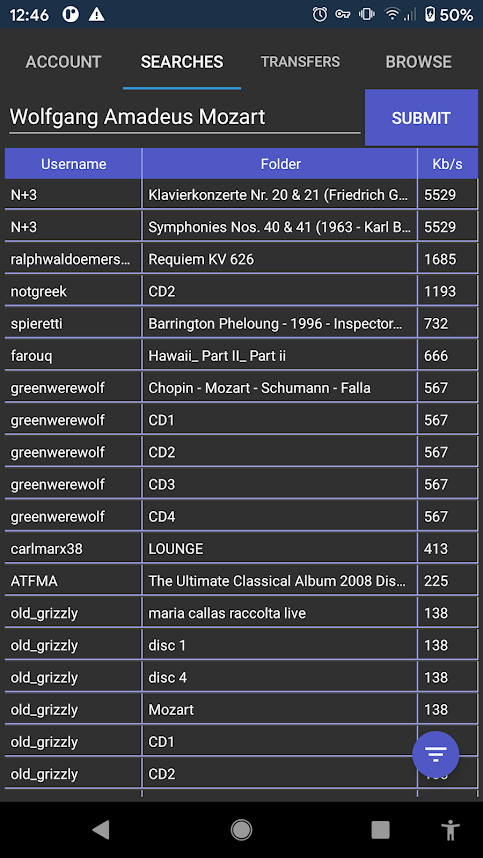 12:46 50%
ACCOUNT SEARCHES TRANSFERS BROWSE
Wolfgang Amadeus Mozart SUBMIT
Username Folder Kb/s
N+3 Klavierkonzerte Nr. 20 & 21 (Friedrich G... 5529
N+3 Symphonies Nos. 40 & 41 (1963 - Karl B... 5529
ralphwaldoemers... Requiem KV 626 1685
notgreek CD2 1193
spieretti Barrington Pheloung - 1996 - Inspector... 732
farouq Hawaii_ Part II_ Part ii 666
greenwerewolf Chopin - Mozart - Schumann - Falla 567
greenwerewolf CD1 567
greenwerewolf CD2 567
greenwerewolf CD3 567
greenwerewolf CD4 567
carlmarx38 LOUNGE 413
ATFMA The Ultimate Classical Album 2008 Dis... 225
old_grizzly maria callas raccolta live 138
old_grizzly disc 1 138
old_grizzly disc 4 138
old_grizzly Mozart 138
old_grizzly CD1
old_grizzly CD2